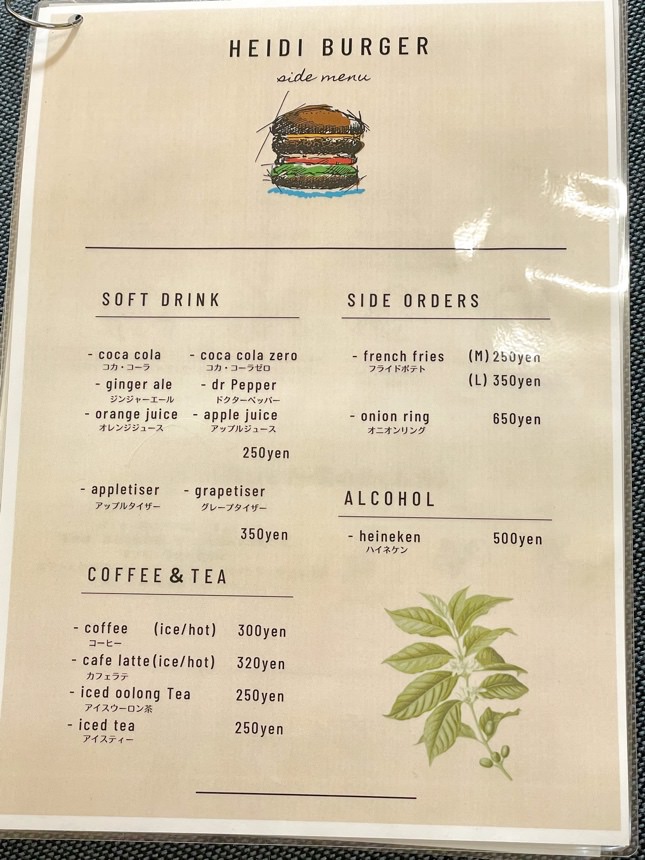 HEIDI BURGER
side menu
SOFT DRINK
- coca cola - coca cola zero
コカ・コーラ コカ・コーラゼロ
- ginger ale - dr Pepper
ジンジャーエール ドクターペッパー
- orange juice - apple juice
オレンジジュース アップルジュース
250yen
- appletiser - grapetiser
アップルタイザー グレープタイザー
350yen
COFFEE & TEA
- coffee (ice/hot) 300yen
コーヒー
- cafe latte (ice/hot) 320yen
カフェラテ
- iced oolong Tea 250yen
アイスウーロン茶
- iced tea 250yen
アイスティー
SIDE ORDERS
- french fries (M) 250yen
フライドポテト
(L) 350yen
- onion ring 650yen
オニオンリング
ALCOHOL
- heineken 500yen
ハイネケン